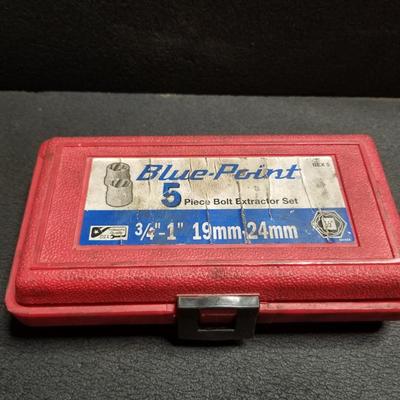 Blue-Point
5 Piece Bolt Extractor Set
3/4"-1" 19mm-24mm